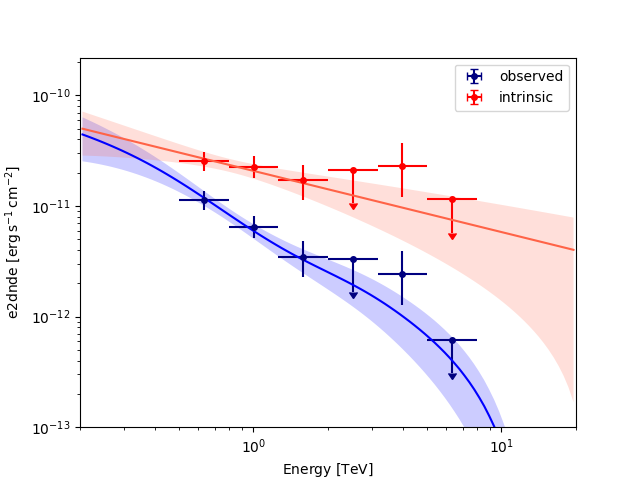 observed
intrinsic
10⁻¹⁰
10⁻¹¹
10⁻¹²
10⁻¹³
e2dnde [erg s⁻¹ cm⁻²]
10⁰
10¹
Energy [TeV]